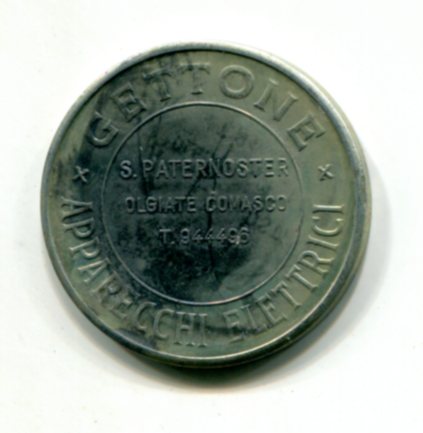 GETTONE
S. PATERNOSTER
OLGIATE COMASCO
T. 944496
APPARECCHI ELETTRICI